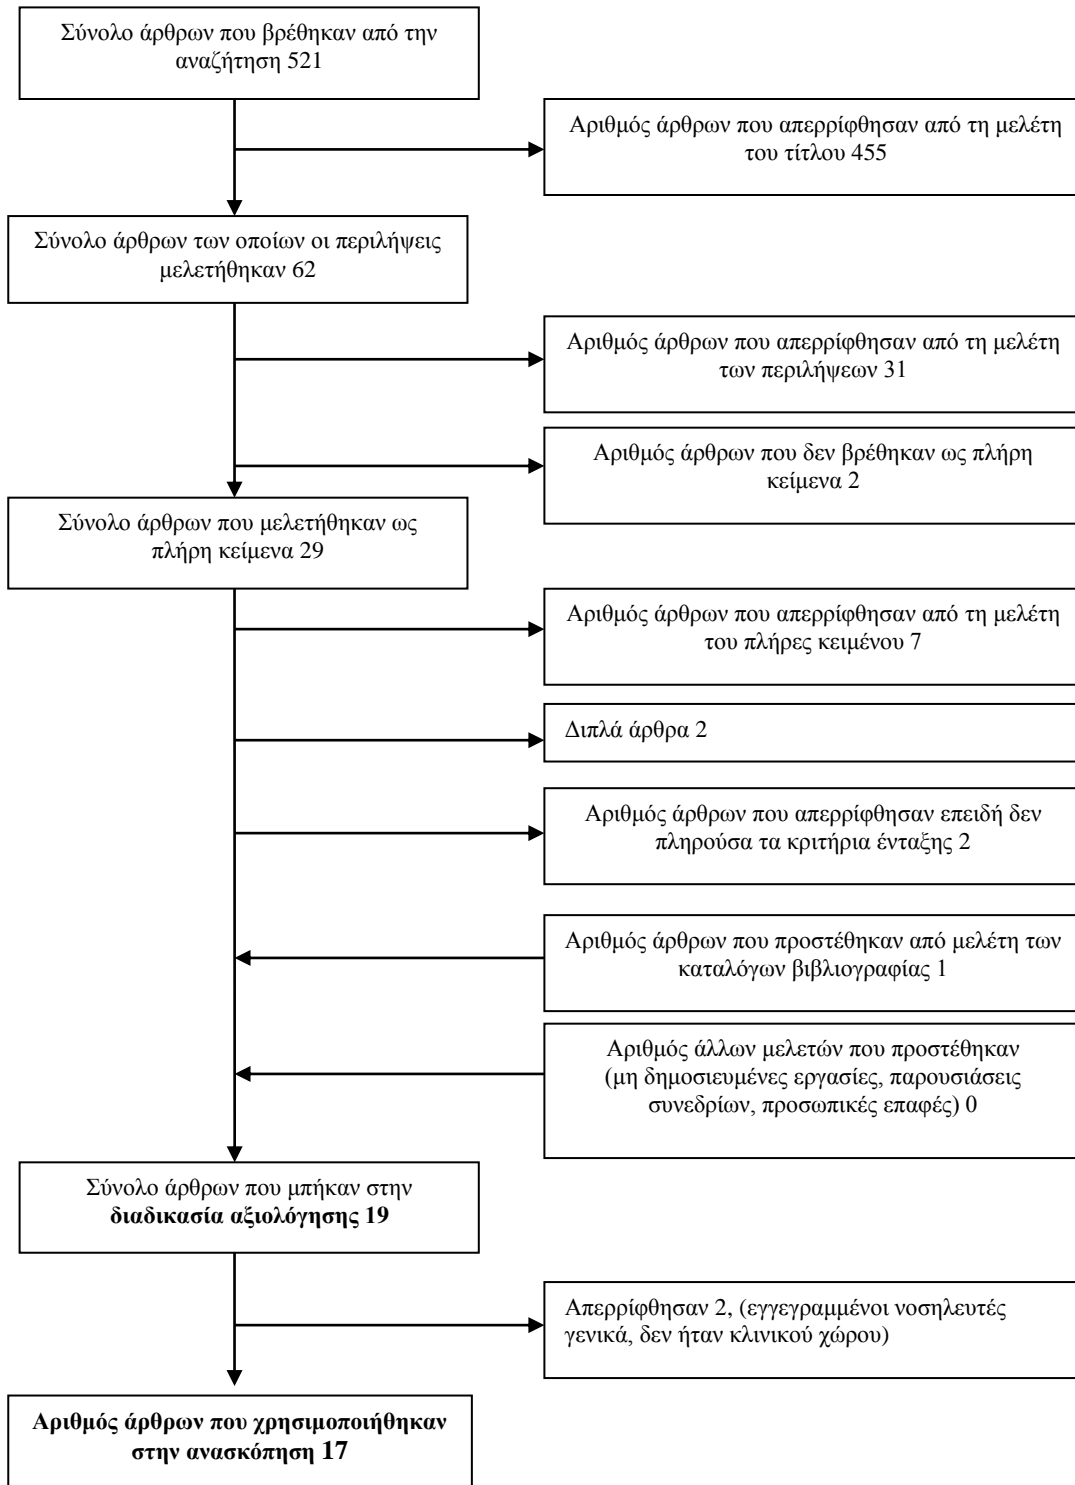 Σύνολο άρθρων που βρέθηκαν από την
αναζήτηση 521
Αριθμός άρθρων που απερρίφθησαν από τη μελέτη
του τίτλου 455
Σύνολο άρθρων των οποίων οι περιλήψεις
μελετήθηκαν 62
Αριθμός άρθρων που απερρίφθησαν από τη μελέτη
των περιλήψεων 31
Αριθμός άρθρων που δεν βρέθηκαν ως πλήρη
κείμενα 2
Σύνολο άρθρων που μελετήθηκαν ως
πλήρη κείμενα 29
Αριθμός άρθρων που απερρίφθησαν από τη μελέτη
του πλήρες κειμένου 7
Διπλά άρθρα 2
Αριθμός άρθρων που απερρίφθησαν επειδή δεν
πληρούσα τα κριτήρια ένταξης 2
Αριθμός άρθρων που προστέθηκαν από μελέτη των
καταλόγων βιβλιογραφίας 1
Αριθμός άλλων μελετών που προστέθηκαν
(μη δημοσιευμένες εργασίες, παρουσιάσεις
συνεδρίων, προσωπικές επαφές) 0
Σύνολο άρθρων που μπήκαν στην
διαδικασία αξιολόγησης 19
Απερρίφθησαν 2, (εγγεγραμμένοι νοσηλευτές
γενικά, δεν ήταν κλινικού χώρου)
Αριθμός άρθρων που χρησιμοποιήθηκαν
στην ανασκόπηση 17